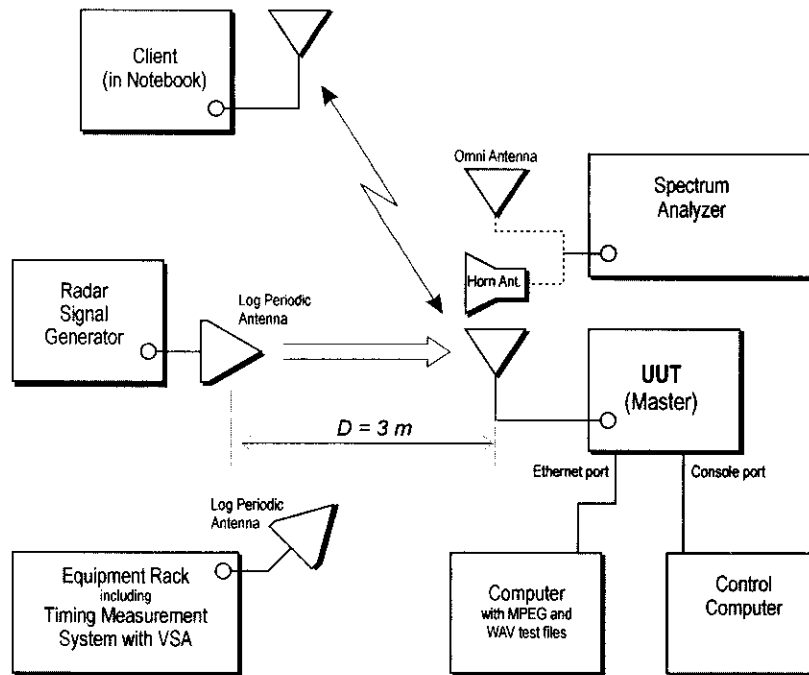 Client
(in Notebook)
Omni Antenna
Spectrum
Analyzer
Horn Ant.
Radar
Signal
Generator
Log Periodic
Antenna
UUT
(Master)
D = 3 m
Ethernet port
Console port
Log Periodic
Antenna
Equipment Rack
including
Timing Measurement
System with VSA
Computer
with MPEG and
WAV test files
Control
Computer